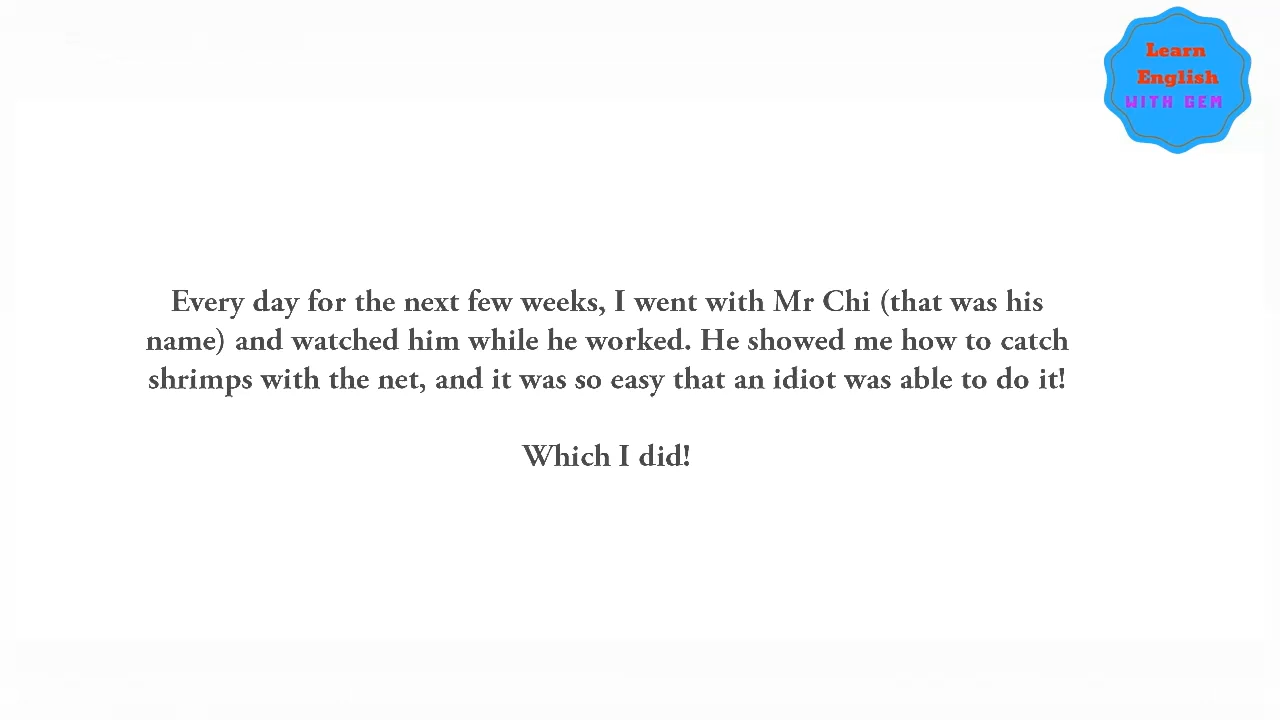 Learn
English
WITH GEM
Every day for the next few weeks, I went with Mr Chi (that was his
name) and watched him while he worked. He showed me how to catch
shrimps with the net, and it was so easy that an idiot was able to do it!
Which I did!